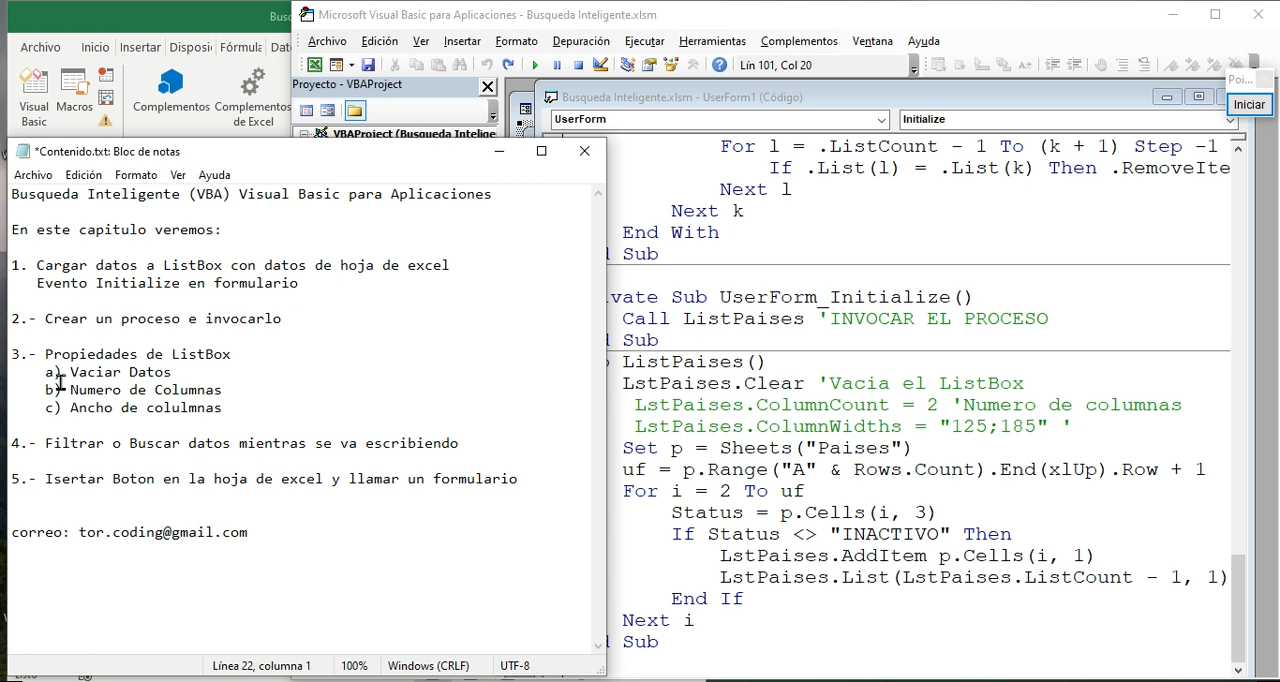 Busc
Microsoft Visual Basic para Aplicaciones - Busqueda Inteligente.xlsm
Archivo Inicio Insertar Disposi Fórmula Dat
Archivo Edición Ver Insertar Formato Depuración Ejecutar Herramientas Complementos Ventana Ayuda
Lín 101, Col 20
Poi...
Iniciar
Visual Basic
Macros
Complementos
Complementos de Excel
Proyecto - VBAProject
VBAProject (Busqueda Intelige
Busqueda Inteligente.xlsm - UserForm1 (Código)
UserForm
Initialize
*Contenido.txt: Bloc de notas
Archivo Edición Formato Ver Ayuda
Busqueda Inteligente (VBA) Visual Basic para Aplicaciones
En este capitulo veremos:
1. Cargar datos a ListBox con datos de hoja de excel
Evento Initialize en formulario
2.- Crear un proceso e invocarlo
3.- Propiedades de ListBox
a) Vaciar Datos
b) Numero de Columnas
c) Ancho de colulmnas
4.- Filtrar o Buscar datos mientras se va escribiendo
5.- Isertar Boton en la hoja de excel y llamar un formulario
correo: tor.coding@gmail.com
Línea 22, columna 1 100% Windows (CRLF) UTF-8
For l = .ListCount - 1 To (k + 1) Step -1
If .List(l) = .List(k) Then .RemoveIte
Next l
Next k
End With
d Sub
vate Sub UserForm_Initialize()
Call ListPaises 'INVOCAR EL PROCESO
d Sub
ListPaises()
LstPaises.Clear 'Vacia el ListBox
LstPaises.ColumnCount = 2 'Numero de columnas
LstPaises.ColumnWidths = "125;185" '
Set p = Sheets("Paises")
uf = p.Range("A" & Rows.Count).End(xlUp).Row + 1
For i = 2 To uf
Status = p.Cells(i, 3)
If Status <> "INACTIVO" Then
LstPaises.AddItem p.Cells(i, 1)
LstPaises.List(LstPaises.ListCount - 1, 1)
End If
Next i
d Sub